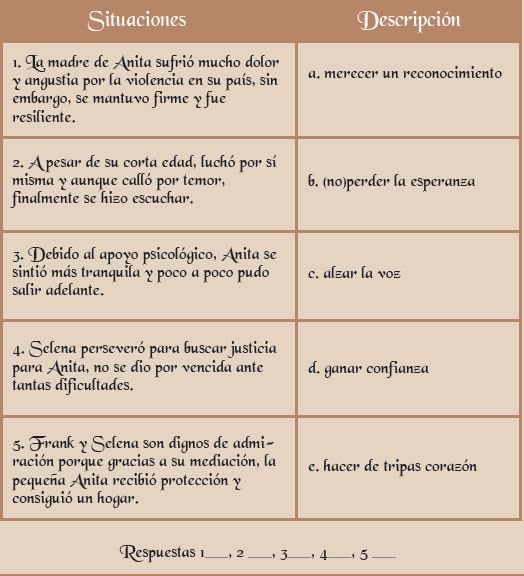 Situaciones
Descripción
1. La madre de Anita sufrió mucho dolor
y angustia por la violencia en su país, sin
embargo, se mantuvo firme y fue
resiliente.
a. merecer un reconocimiento
2. A pesar de su corta edad, luchó por sí
misma y aunque calló por temor,
finalmente se hizo escuchar.
b. (no)perder la esperanza
3. Debido al apoyo psicológico, Anita se
sintió más tranquila y poco a poco pudo
salir adelante.
c. alzar la voz
4. Selena perseveró para buscar justicia
para Anita, no se dio por vencida ante
tantas dificultades.
d. ganar confianza
5. Frank y Selena son dignos de admi-
ración porque gracias a su mediación, la
pequeña Anita recibió protección y
consiguió un hogar.
e. hacer de tripas corazón
Respuestas 1___, 2 ___, 3___, 4___, 5 ___